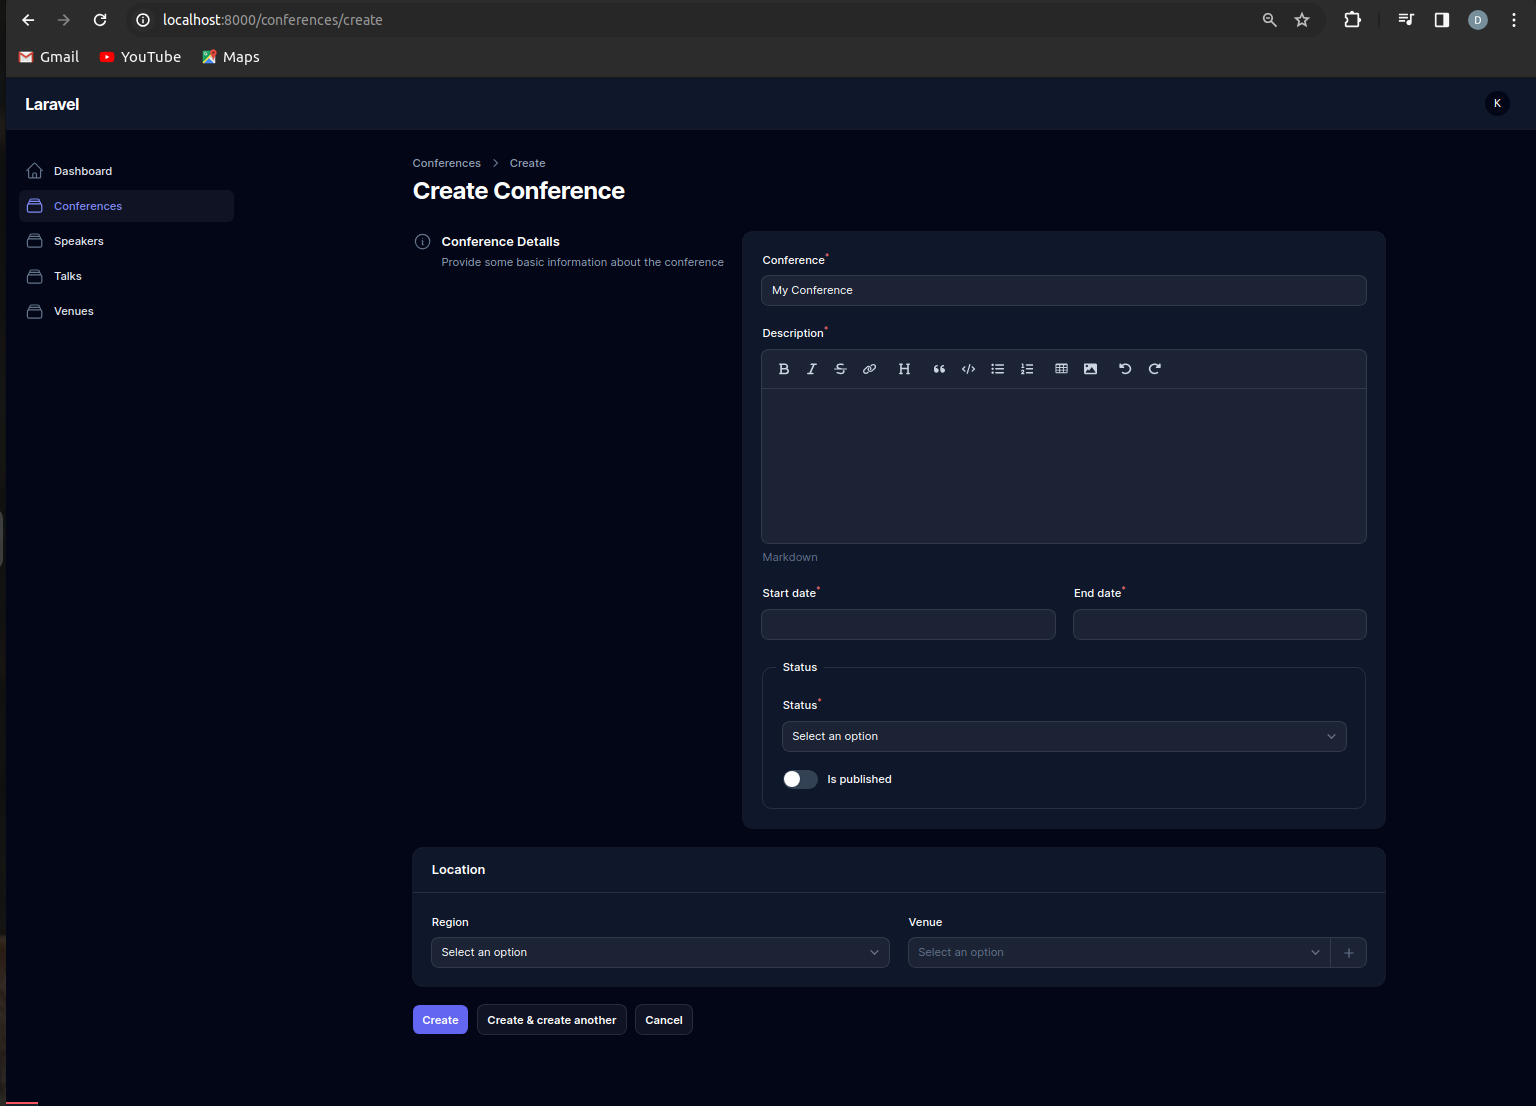 localhost:8000/conferences/create
D
Gmail YouTube Maps
Laravel
K
Dashboard
Conferences
Speakers
Talks
Venues
Conferences > Create
Create Conference
Conference Details
Provide some basic information about the conference
Conference*
My Conference
Description*
Markdown
Start date* End date*
Status
Status*
Select an option
Is published
Location
Region Venue
Select an option Select an option
Create Create & create another Cancel